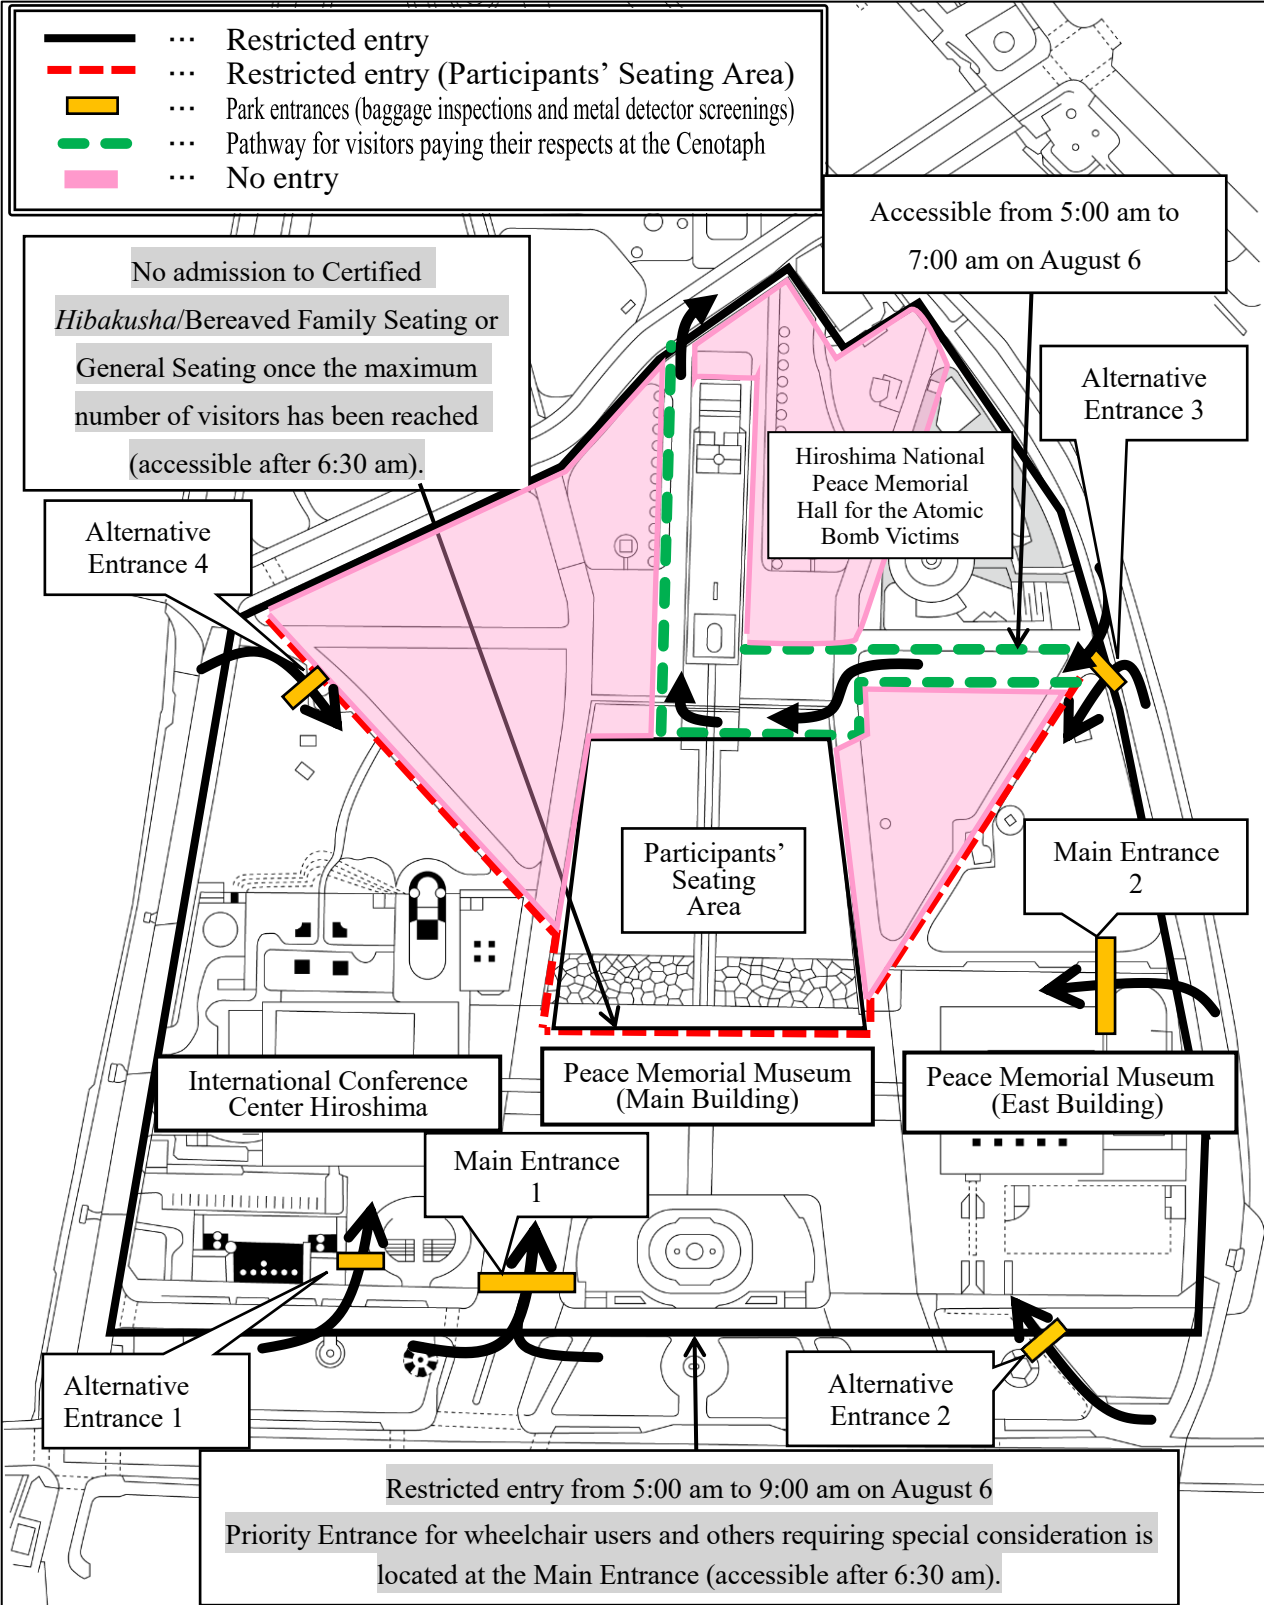 … Restricted entry
… Restricted entry (Participants’ Seating Area)
… Park entrances (baggage inspections and metal detector screenings)
… Pathway for visitors paying their respects at the Cenotaph
… No entry
Accessible from 5:00 am to
7:00 am on August 6
No admission to Certified
Hibakusha/Bereaved Family Seating or
General Seating once the maximum
number of visitors has been reached
(accessible after 6:30 am).
Alternative
Entrance 3
Hiroshima National
Peace Memorial
Hall for the Atomic
Bomb Victims
Alternative
Entrance 4
Participants’
Seating
Area
Main Entrance
2
International Conference
Center Hiroshima
Peace Memorial Museum
(Main Building)
Peace Memorial Museum
(East Building)
Main Entrance
1
Alternative
Entrance 1
Alternative
Entrance 2
Restricted entry from 5:00 am to 9:00 am on August 6
Priority Entrance for wheelchair users and others requiring special consideration is
located at the Main Entrance (accessible after 6:30 am).